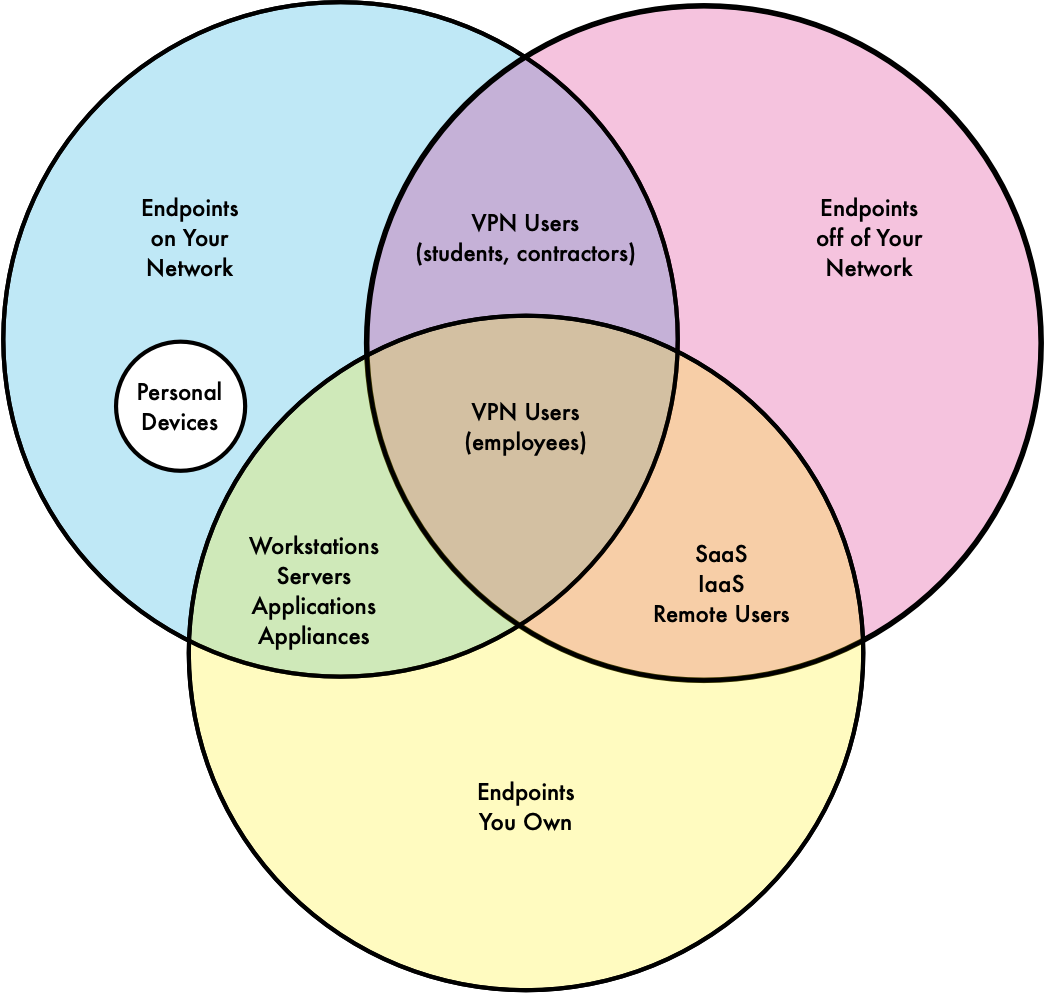 Endpoints
on Your
Network
VPN Users
(students, contractors)
Endpoints
off of Your
Network
Personal
Devices
VPN Users
(employees)
Workstations
Servers
Applications
Appliances
SaaS
IaaS
Remote Users
Endpoints
You Own